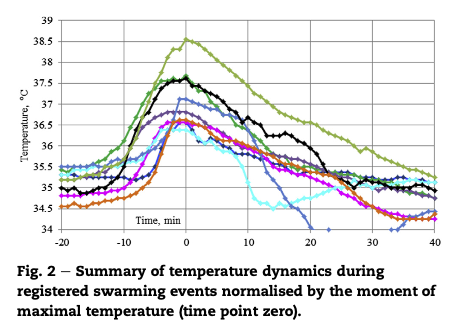 39
38.5
38
37.5
37
36.5
36
35.5
35
34.5
34
Temperature, °C
Time, min
-20 -10 0 10 20 30 40
Fig. 2 – Summary of temperature dynamics during
registered swarming events normalised by the moment of
maximal temperature (time point zero).